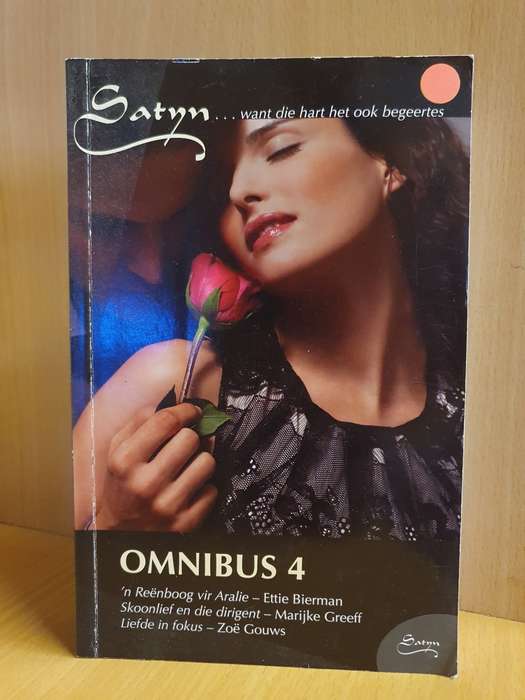 Satyn ... want die hart het ook begeertes
OMNIBUS 4
'n Reënboog vir Aralie – Ettie Bierman
Skoonlief en die dirigent – Marijke Greeff
Liefde in fokus – Zoë Gouws
Satyn